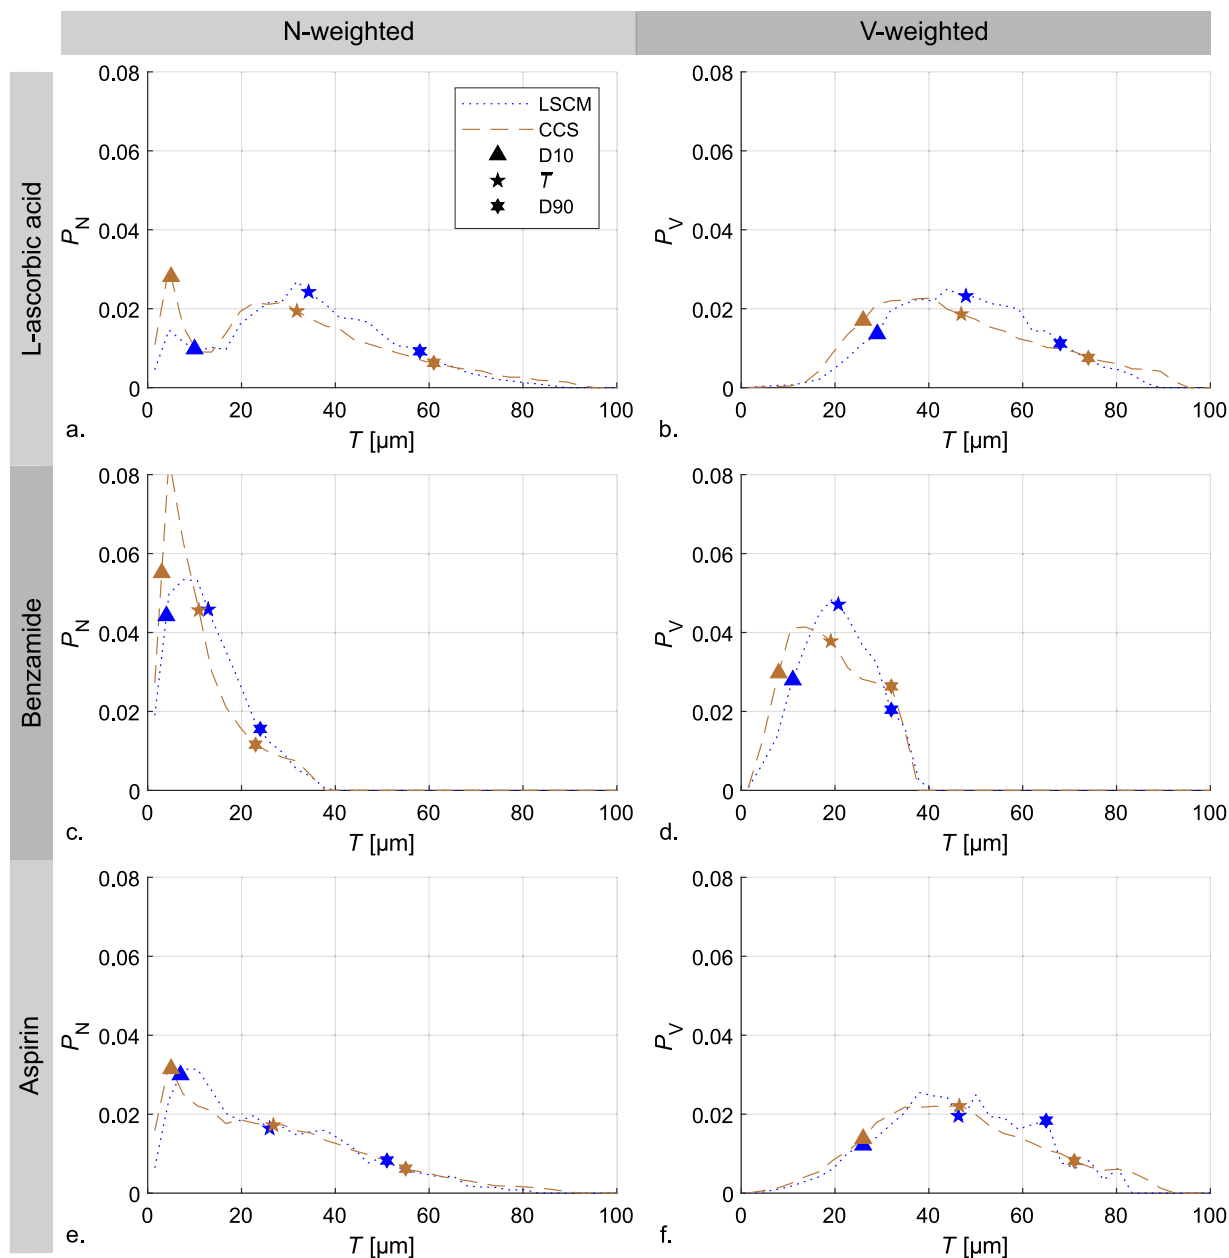 N-weighted
V-weighted
L-ascorbic acid
Benzamide
Aspirin
0.08
0.06
0.04
0.02
0
P_N
0 20 40 60 80 100
T [µm]
a.
LSCM
CCS
D10
T̅
D90
0.08
0.06
0.04
0.02
0
P_V
0 20 40 60 80 100
T [µm]
b.
0.08
0.06
0.04
0.02
0
P_N
0 20 40 60 80 100
T [µm]
c.
0.08
0.06
0.04
0.02
0
P_V
0 20 40 60 80 100
T [µm]
d.
0.08
0.06
0.04
0.02
0
P_N
0 20 40 60 80 100
T [µm]
e.
0.08
0.06
0.04
0.02
0
P_V
0 20 40 60 80 100
T [µm]
f.